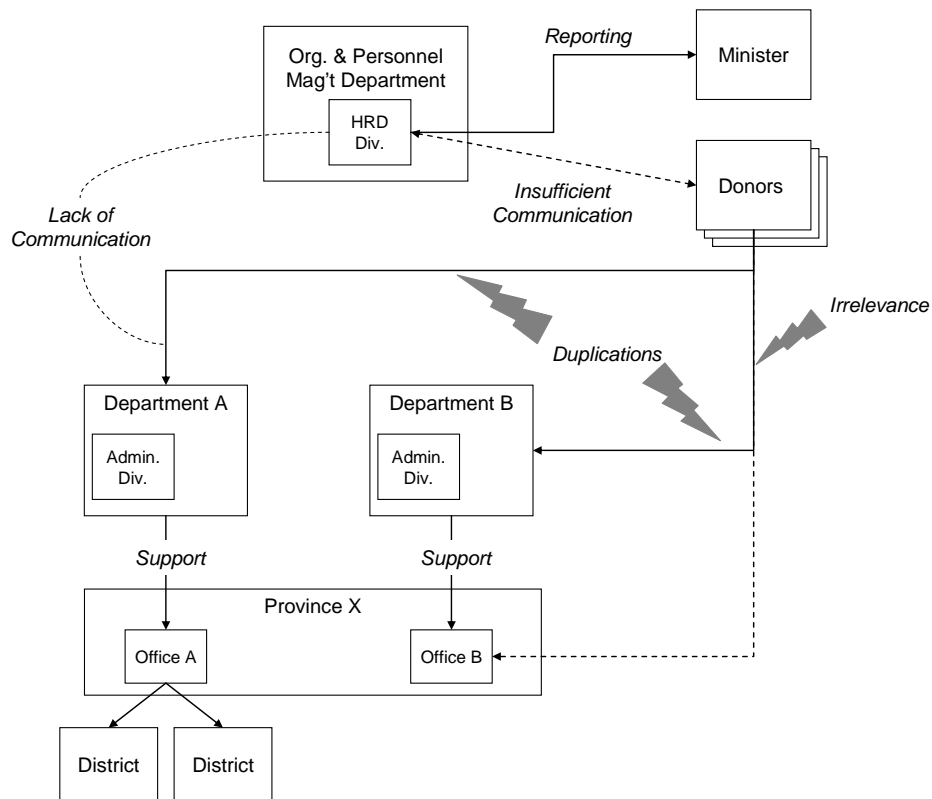 Reporting
Org. & Personnel
Mag't Department
Minister
HRD
Div.
Donors
Insufficient
Communication
Lack of
Communication
Irrelevance
Duplications
Department A
Department B
Admin.
Div.
Admin.
Div.
Support
Support
Province X
Office A
Office B
District
District